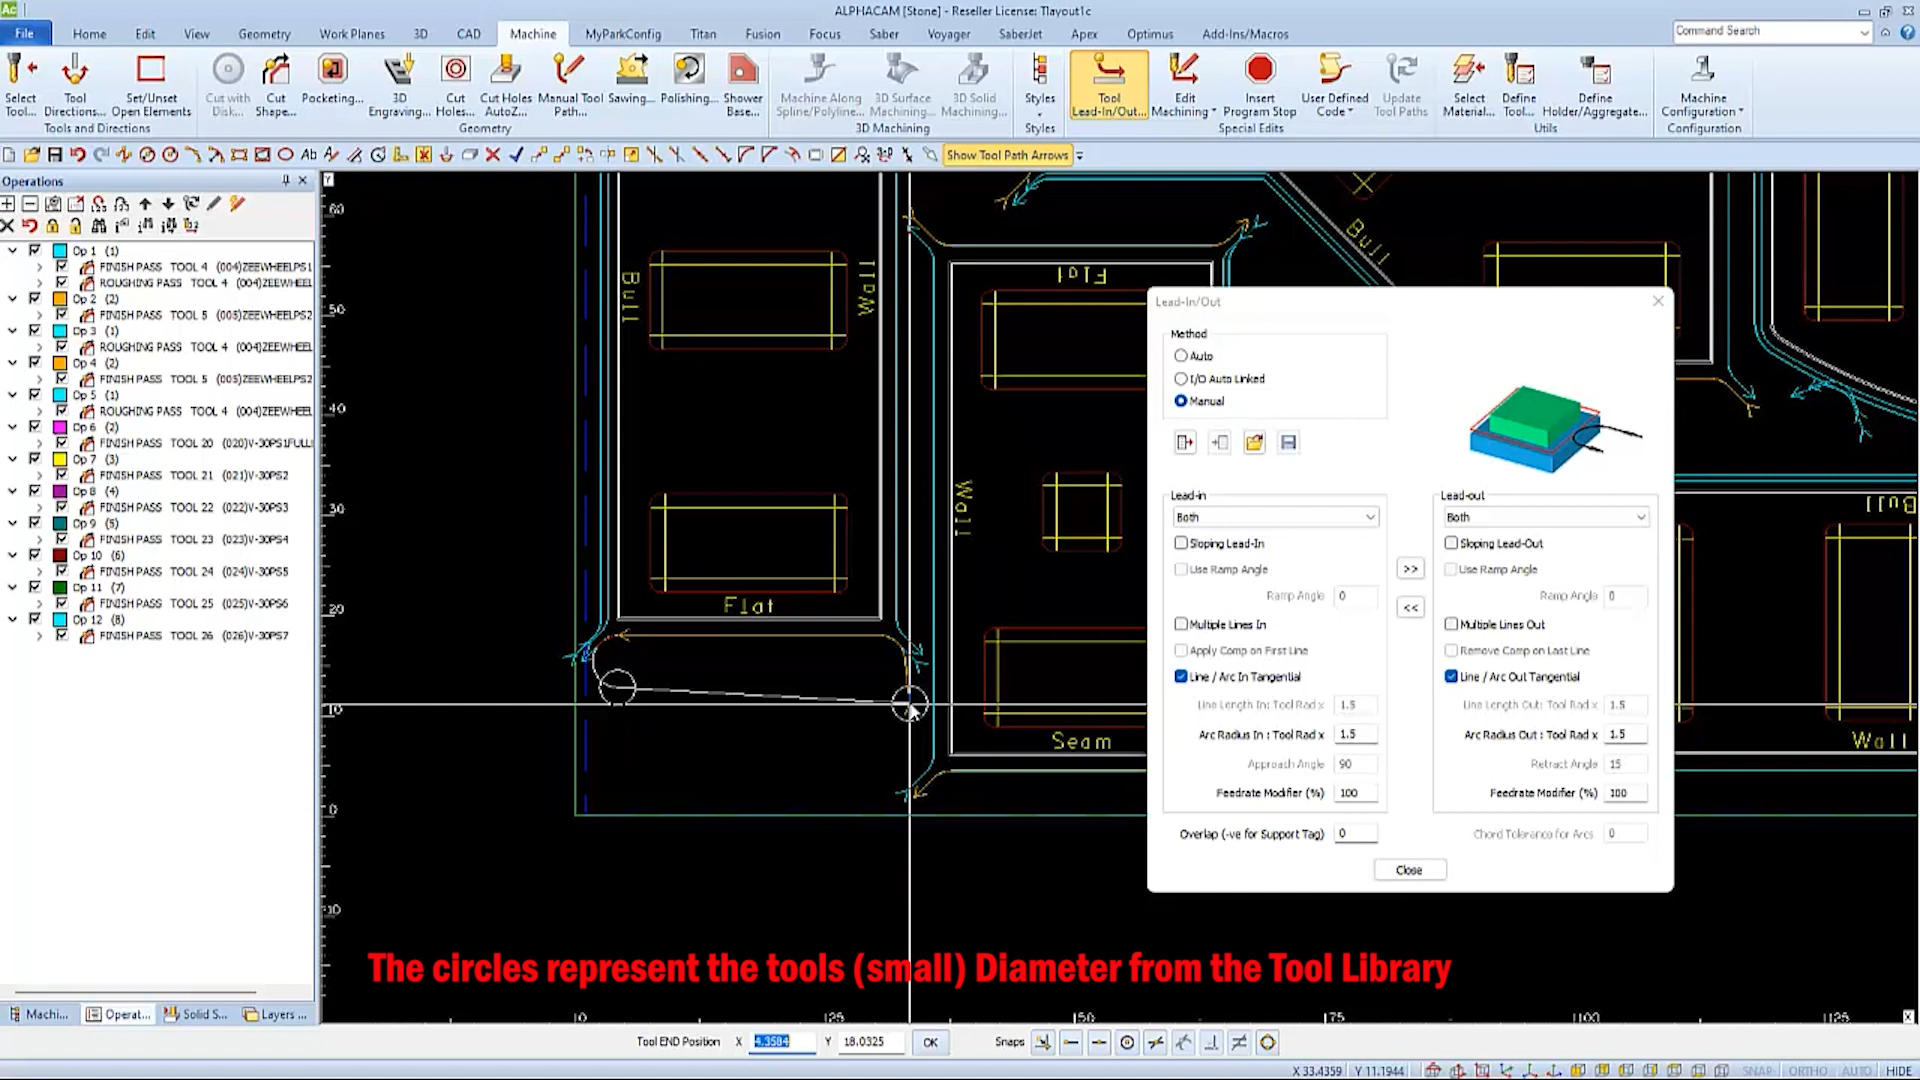 ALPHACAM [Stone] - Reseller License: Tlayout1c
File Home Edit View Geometry Work Planes 3D CAD Machine MyParkConfig Titan Fusion Focus Saber Voyager SaberJet Apex Optimus Add-Ins/Macros
Command Search
Select Tool...
Tool Directions...
Set/Unset Open Elements
Tools and Directions
Cut with Disk...
Cut Shape...
Pocketing...
3D Engraving...
Cut Holes...
Cut Holes AutoZ...
Manual Tool Path...
Sawing...
Polishing...
Shower Base...
Geometry
Machine Along Spline/Polyline...
3D Surface Machining...
3D Solid Machining...
3D Machining
Styles
Styles
Tool Lead-In/Out...
Edit Machining
Insert Program Stop
User Defined Code
Update Tool Paths
Special Edits
Select Material...
Define Tool...
Define Holder/Aggregate...
Utils
Machine Configuration
Configuration
Show Tool Path Arrows
Operations
Op 1 (1)
FINISH PASS TOOL 4 (004)ZEEWHEELPS1
ROUGHING PASS TOOL 4 (004)ZEEWHEEL
Op 2 (2)
FINISH PASS TOOL 5 (005)ZEEWHEELPS2
Op 3 (1)
ROUGHING PASS TOOL 4 (004)ZEEWHEEL
Op 4 (2)
FINISH PASS TOOL 5 (005)ZEEWHEELPS2
Op 5 (1)
ROUGHING PASS TOOL 4 (004)ZEEWHEEL
Op 6 (2)
FINISH PASS TOOL 20 (020)V-30PS1FULL
Op 7 (3)
FINISH PASS TOOL 21 (021)V-30PS2
Op 8 (4)
FINISH PASS TOOL 22 (022)V-30PS3
Op 9 (5)
FINISH PASS TOOL 23 (023)V-30PS4
Op 10 (6)
FINISH PASS TOOL 24 (024)V-30PS5
Op 11 (7)
FINISH PASS TOOL 25 (025)V-30PS6
Op 12 (8)
FINISH PASS TOOL 26 (026)V-30PS7
Machi... Operat... Solid S... Layers ...
Y
60
50
40
30
20
10
0
Bull
Wall
Flat
Flat
Wall
Seam
Bull
Bull
Wall
Lead-In/Out
Method
Auto
I/O Auto Linked
Manual
Lead-in
Both
Sloping Lead-In
Use Ramp Angle
Ramp Angle 0
Multiple Lines In
Apply Comp on First Line
Line / Arc In Tangential
Line Length In: Tool Rad x 1.5
Arc Radius In : Tool Rad x 1.5
Approach Angle 90
Feedrate Modifier (%) 100
Overlap (-ve for Support Tag) 0
>>
<<
Lead-out
Both
Sloping Lead-Out
Use Ramp Angle
Ramp Angle 0
Multiple Lines Out
Remove Comp on Last Line
Line / Arc Out Tangential
Line Length Out: Tool Rad x 1.5
Arc Radius Out : Tool Rad x 1.5
Retract Angle 15
Feedrate Modifier (%) 100
Chord Tolerance for Arcs 0
Close
The circles represent the tools (small) Diameter from the Tool Library
0 25 50 75 100 125 X
Tool END Position X 4.3584 Y 18.0325 OK Snaps
X 33.4359 Y 11.1944 SNAP ORTHO AUTO HIDE